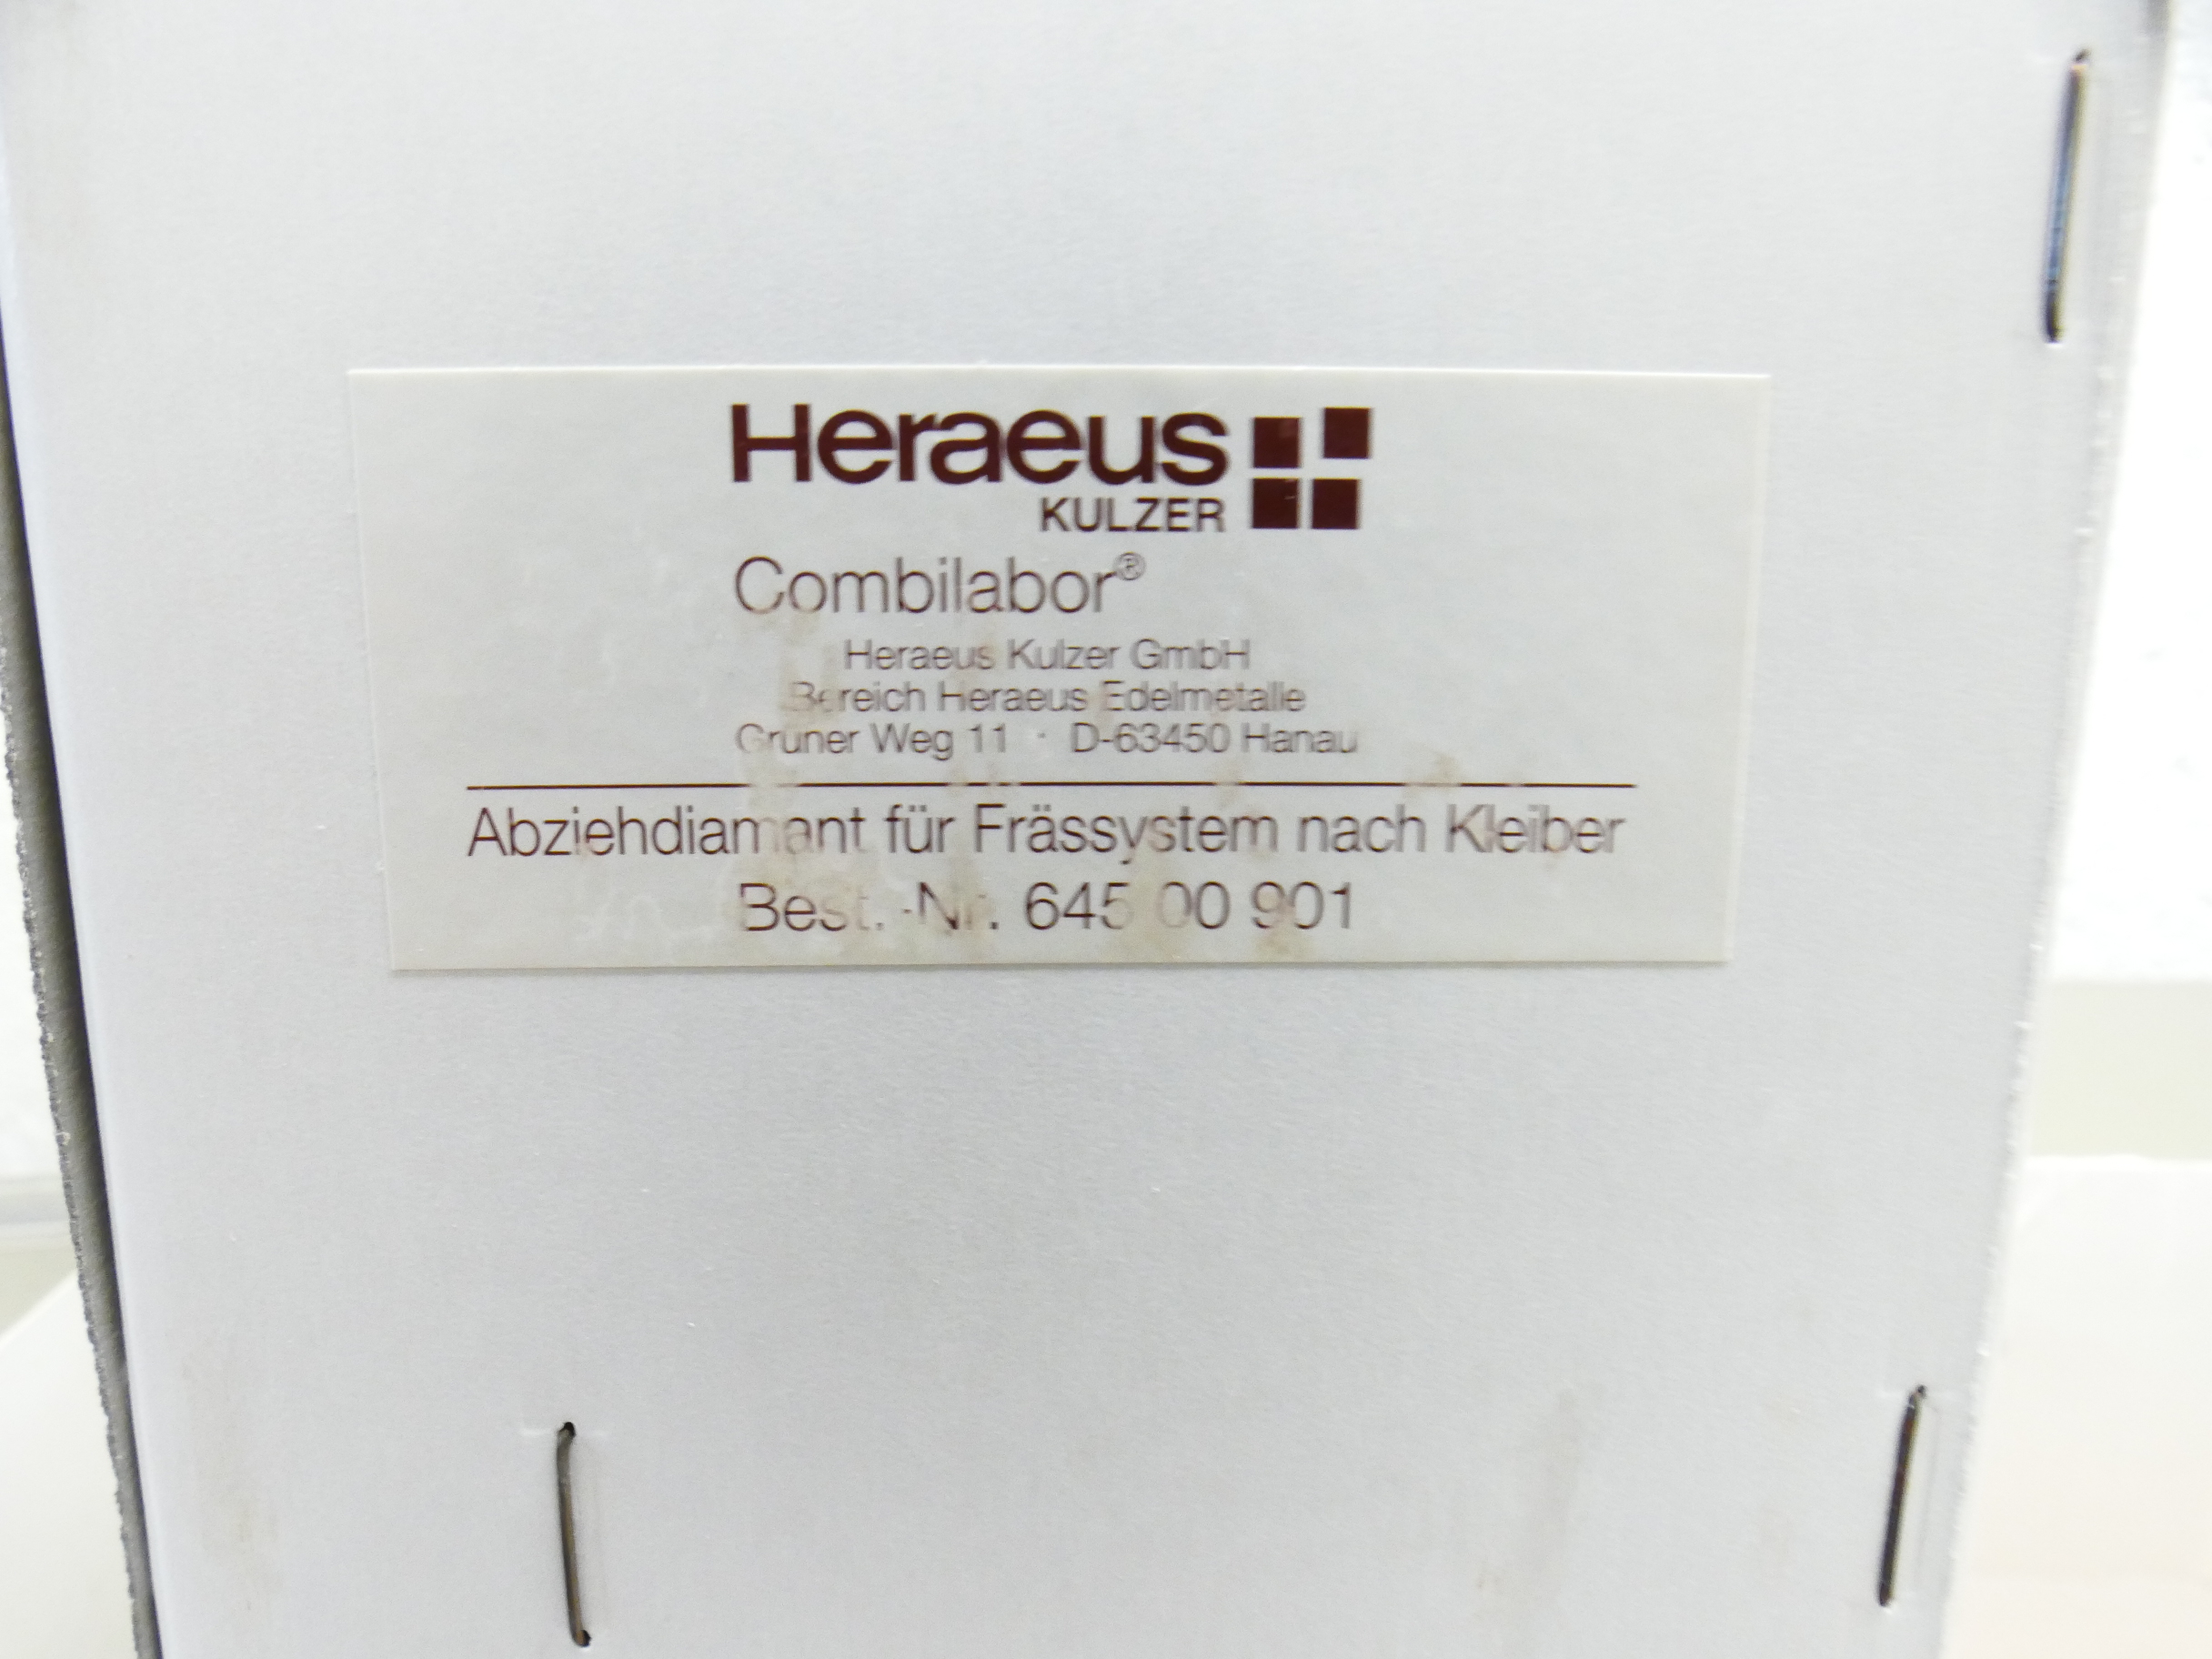 Heraeus
KULZER
Combilabor®
Heraeus Kulzer GmbH
Bereich Heraeus Edelmetalle
Grüner Weg 11 · D-63450 Hanau
Abziehdiamant für Frässystem nach Kleiber
Best.-Nr. 645 00 901